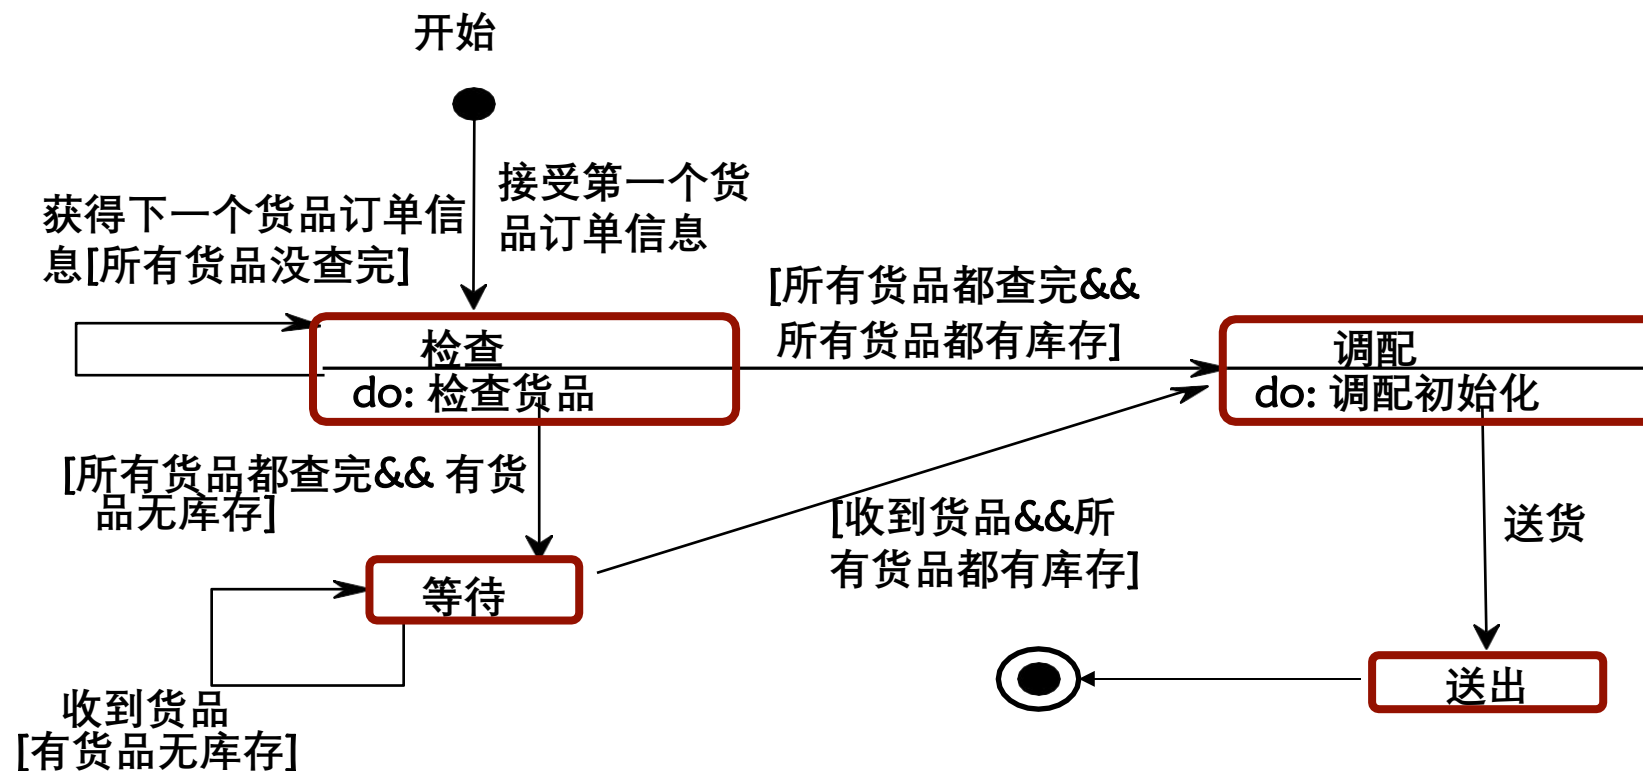 开始
接受第一个货
品订单信息
获得下一个货品订单信
息[所有货品没查完]
[所有货品都查完&&
所有货品都有库存]
检查
do: 检查货品
调配
do: 调配初始化
[所有货品都查完&& 有货
品无库存]
[收到货品&&所
有货品都有库存]
送货
等待
送出
收到货品
[有货品无库存]